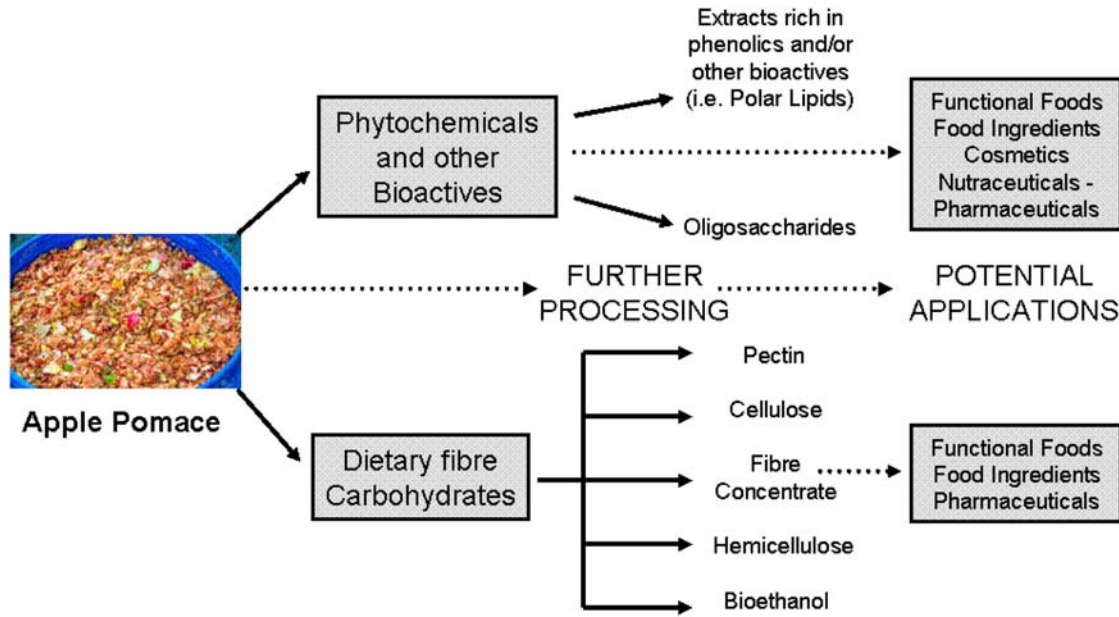 Extracts rich in
phenolics and/or
other bioactives
(i.e. Polar Lipids)
Phytochemicals
and other
Bioactives
Functional Foods
Food Ingredients
Cosmetics
Nutraceuticals -
Pharmaceuticals
Oligosaccharides
FURTHER
PROCESSING
POTENTIAL
APPLICATIONS
Apple Pomace
Dietary fibre
Carbohydrates
Pectin
Cellulose
Fibre
Concentrate
Hemicellulose
Bioethanol
Functional Foods
Food Ingredients
Pharmaceuticals